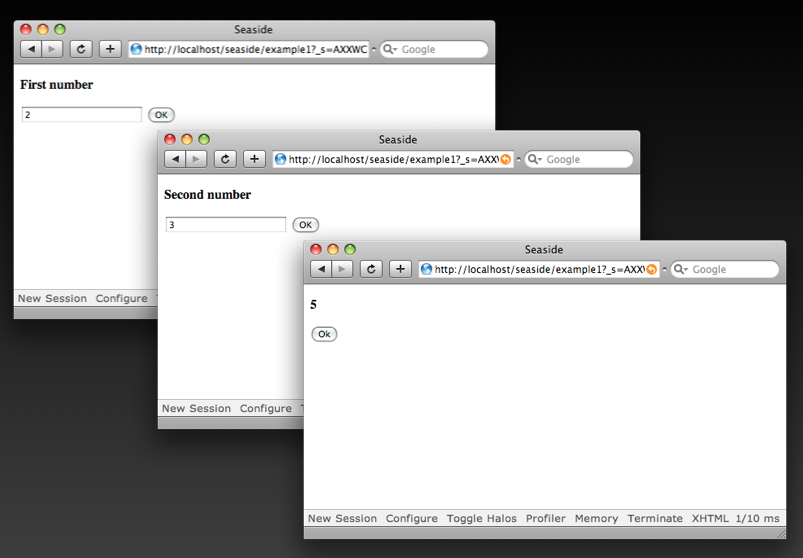 Seaside
http://localhost/seaside/example1?_s=AXXWC
Google
First number
2
OK
New Session Configure
Seaside
http://localhost/seaside/example1?_s=AXX
Google
Second number
3
OK
New Session Configure
Seaside
http://localhost/seaside/example1?_s=AXX
Google
5
Ok
New Session Configure Toggle Halos Profiler Memory Terminate XHTML 1/10 ms